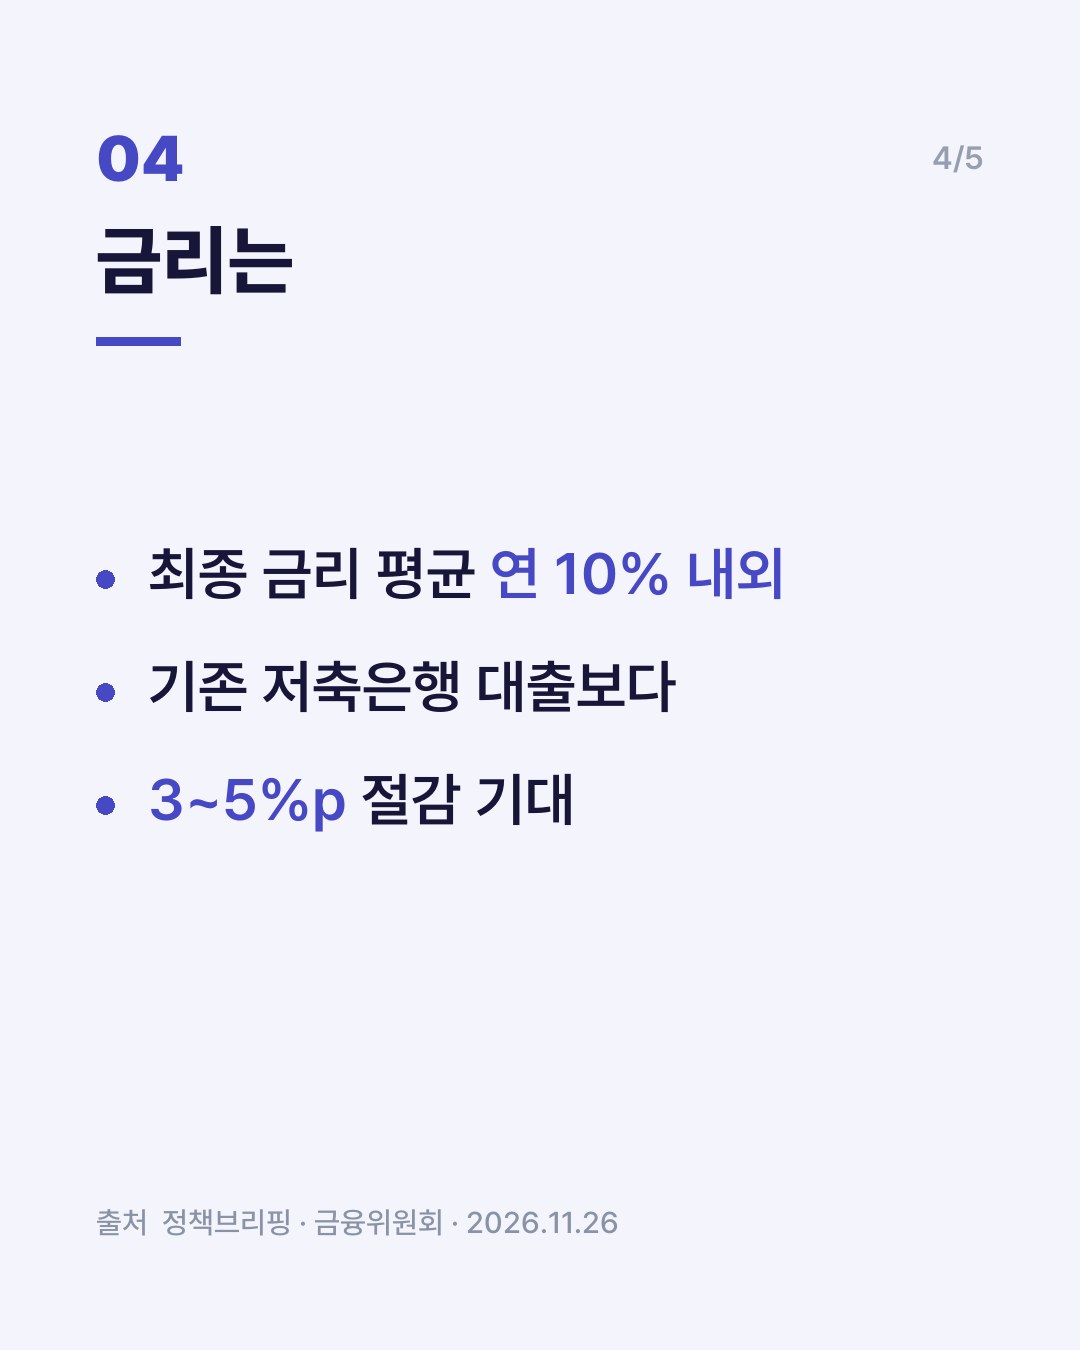 04
4/5
금리는
최종 금리 평균 연 10% 내외
기존 저축은행 대출보다
3~5%p 절감 기대
출처 정책브리핑 · 금융위원회 · 2026.11.26